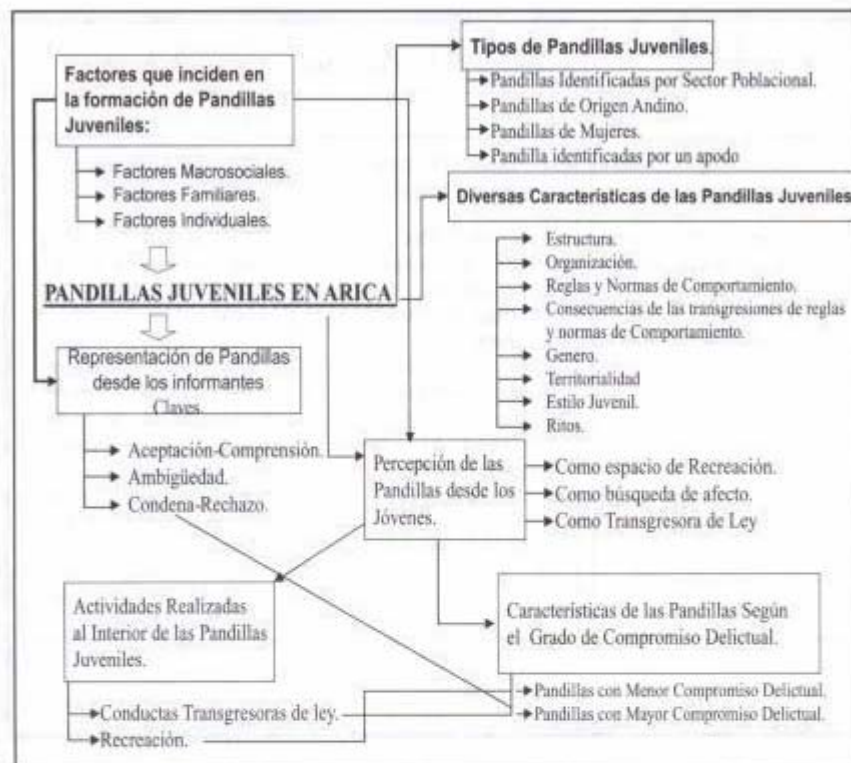 Factores que inciden en
la formación de Pandillas
Juveniles:
Factores Macrosociales.
Factores Familiares.
Factores Individuales.
PANDILLAS JUVENILES EN ARICA
Representación de Pandillas
desde los informantes
Claves.
Aceptación-Comprensión.
Ambigüedad.
Condena-Rechazo.
Tipos de Pandillas Juveniles.
Pandillas Identificadas por Sector Poblacional.
Pandillas de Origen Andino.
Pandillas de Mujeres.
Pandilla identificadas por un apodo
Diversas Características de las Pandillas Juveniles
Estructura.
Organización.
Reglas y Normas de Comportamiento.
Consecuencias de las transgresiones de reglas
y normas de Comportamiento.
Genero.
Territorialidad
Estilo Juvenil.
Ritos.
Percepción de las
Pandillas desde los
Jóvenes.
Como espacio de Recreación.
Como búsqueda de afecto.
Como Transgresora de Ley
Actividades Realizadas
al Interior de las Pandillas
Juveniles.
Conductas Transgresoras de ley.
Recreación.
Características de las Pandillas Según
el Grado de Compromiso Delictual.
Pandillas con Menor Compromiso Delictual.
Pandillas con Mayor Compromiso Delictual.